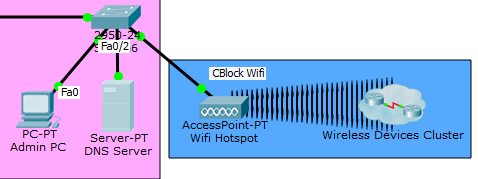 2950-24
Fa0/2
Fa0
CBlock Wifi
PC-PT
Admin PC
Server-PT
DNS Server
AccessPoint-PT
Wifi Hotspot
Wireless Devices Cluster